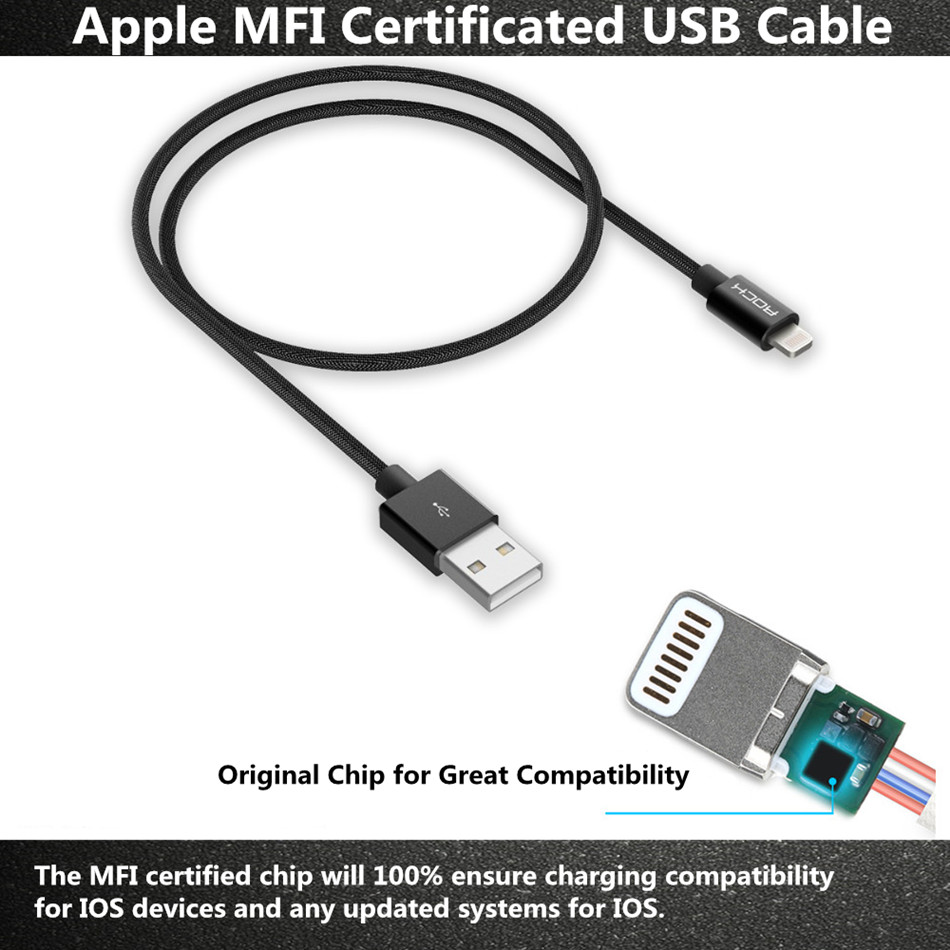 Apple MFI Certificated USB Cable
ROCK
Original Chip for Great Compatibility
The MFI certified chip will 100% ensure charging compatibility
for IOS devices and any updated systems for IOS.